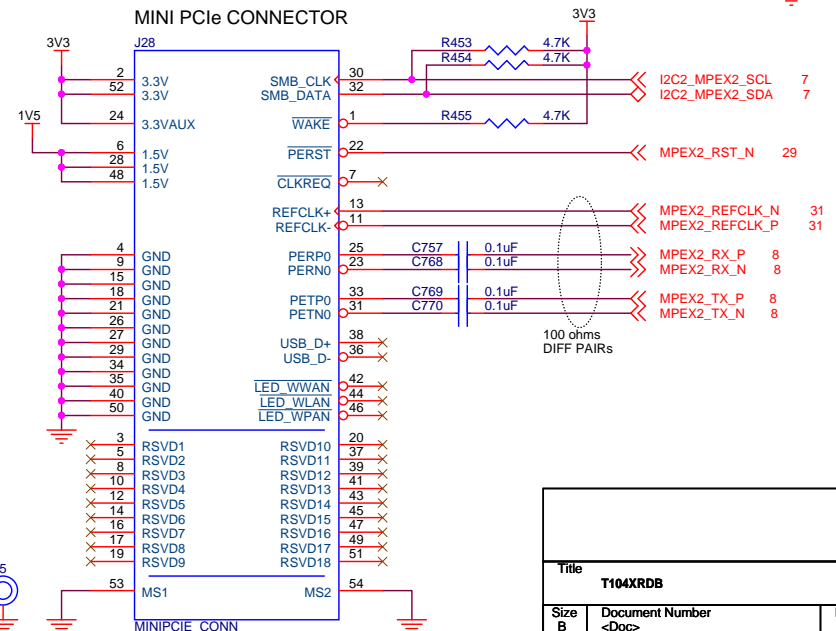 MINI PCIe CONNECTOR
3V3
J28
3V3
R453 4.7K
R454 4.7K
2 3.3V SMB_CLK 30 I2C2_MPEX2_SCL 7
52 3.3V SMB_DATA 32 I2C2_MPEX2_SDA 7
24 3.3VAUX WAKE 1 R455 4.7K
1V5
6 1.5V PERST 22 MPEX2_RST_N 29
28 1.5V
48 1.5V CLKREQ 7
REFCLK+ 13 MPEX2_REFCLK_N 31
REFCLK- 11 MPEX2_REFCLK_P 31
4 GND PERP0 25 C757 0.1uF MPEX2_RX_P 8
9 GND PERN0 23 C768 0.1uF MPEX2_RX_N 8
15 GND
18 GND PETP0 33 C769 0.1uF MPEX2_TX_P 8
21 GND PETN0 31 C770 0.1uF MPEX2_TX_N 8
26 GND
27 GND USB_D+ 38
29 GND USB_D- 36
100 ohms
DIFF PAIRs
34 GND
35 GND LED_WWAN 42
40 GND LED_WLAN 44
50 GND LED_WPAN 46
3 RSVD1 RSVD10 20
5 RSVD2 RSVD11 37
8 RSVD3 RSVD12 39
10 RSVD4 RSVD13 41
12 RSVD5 RSVD14 43
14 RSVD6 RSVD15 45
16 RSVD7 RSVD16 47
17 RSVD8 RSVD17 49
19 RSVD9 RSVD18 51
5
53 MS1 MS2 54
MINIPCIE_CONN
Title
T104XRDB
Size Document Number
B <Doc>